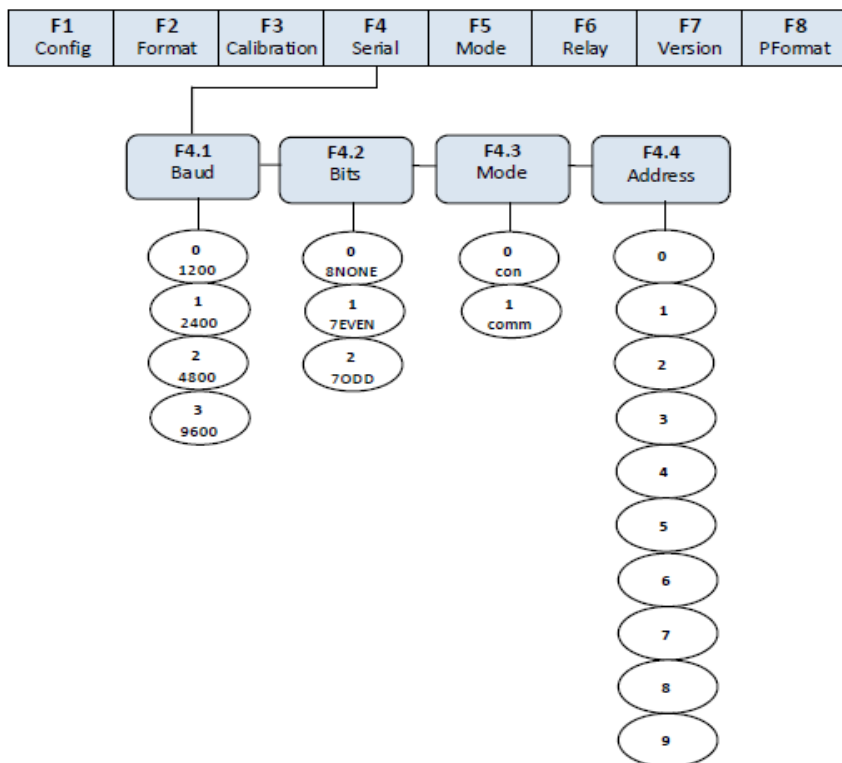 F1 F2 F3 F4 F5 F6 F7 F8
Config Format Calibration Serial Mode Relay Version PFormat
F4.1 F4.2 F4.3 F4.4
Baud Bits Mode Address
0
1200
1
2400
2
4800
3
9600
0
8NONE
1
7EVEN
2
7ODD
0
con
1
comm
0
1
2
3
4
5
6
7
8
9